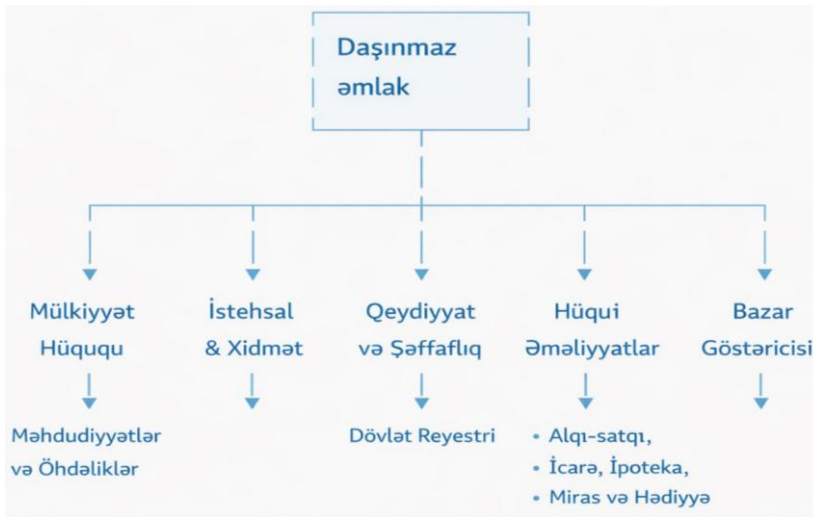 Daşınmaz
əmlak
Mülkiyyət
Hüququ
İstehsal
& Xidmət
Qeydiyyat
və Şəffaflıq
Hüqui
Əməliyyatlar
Bazar
Göstəricisi
Məhdudiyyətlər
və Öhdəliklər
Dövlət Reyestri
• Alqı-satqı,
• İcarə, İpoteka,
• Miras və Hədiyyə